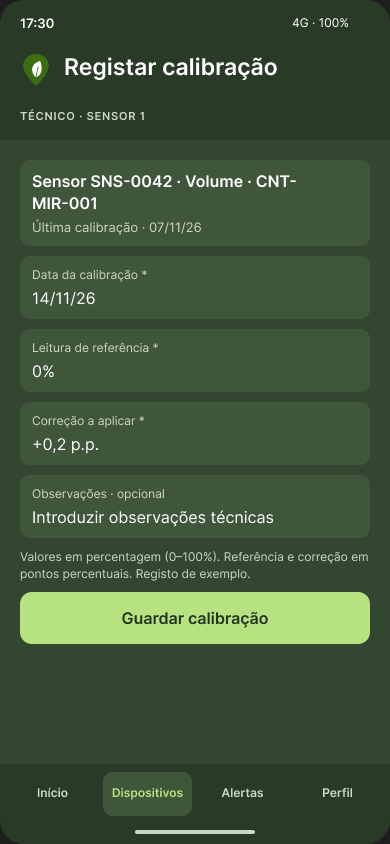 17:30
4G · 100%
Registar calibração
TÉCNICO · SENSOR 1
Sensor SNS-0042 · Volume · CNT-
MIR-001
Última calibração · 07/11/26
Data da calibração *
14/11/26
Leitura de referência *
0%
Correção a aplicar *
+0,2 p.p.
Observações · opcional
Introduzir observações técnicas
Valores em percentagem (0–100%). Referência e correção em
pontos percentuais. Registo de exemplo.
Guardar calibração
Início
Dispositivos
Alertas
Perfil